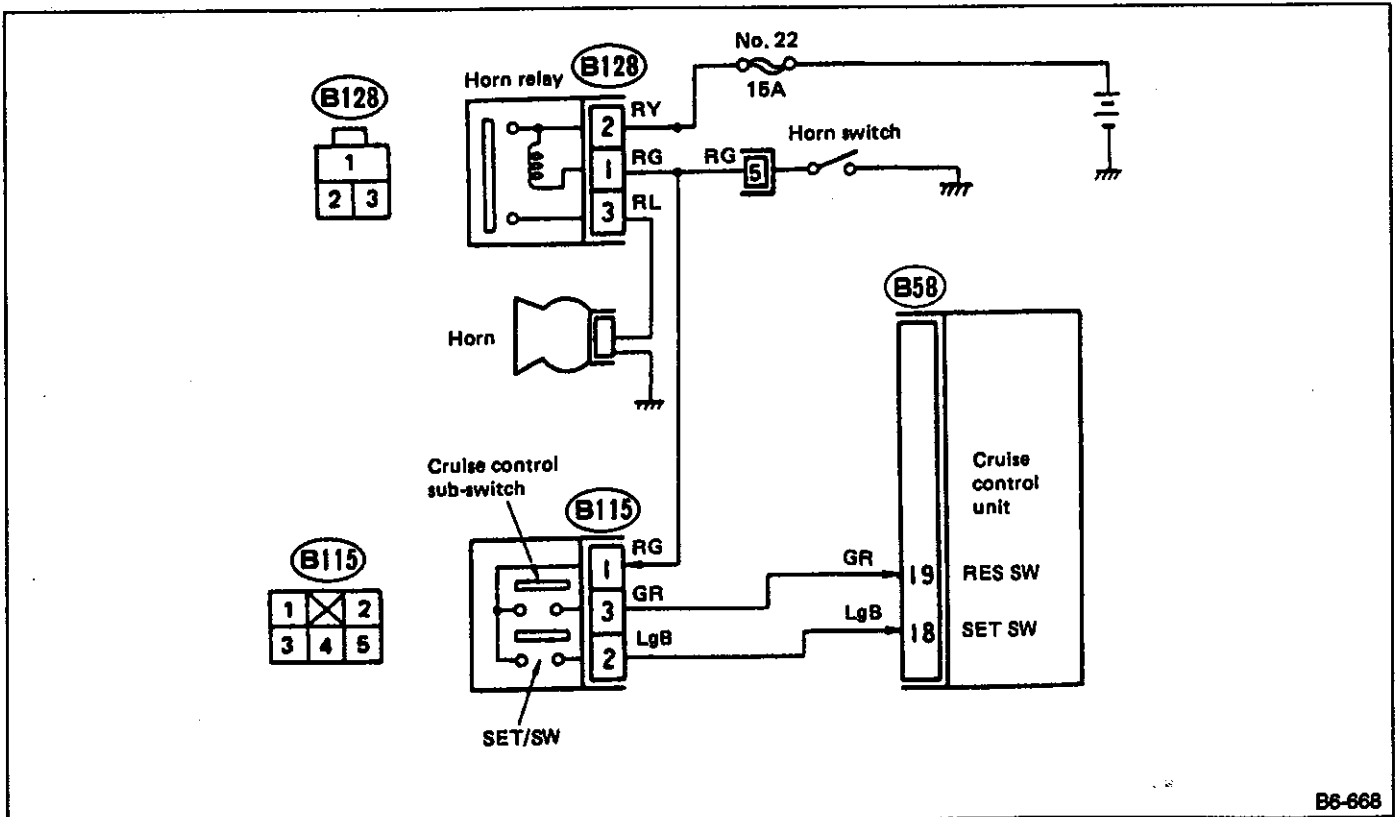 No. 22
15A
Horn relay
B128
B128
1
2 3
2 RY
1 RG
3 RL
RG
5
Horn switch
Horn
B58
Cruise control
sub-switch
B115
B115
1 2
3 4 5
1 RG
3 GR
2 LgB
SET/SW
GR
19 RES SW
LgB
18 SET SW
Cruise
control
unit
B6-668